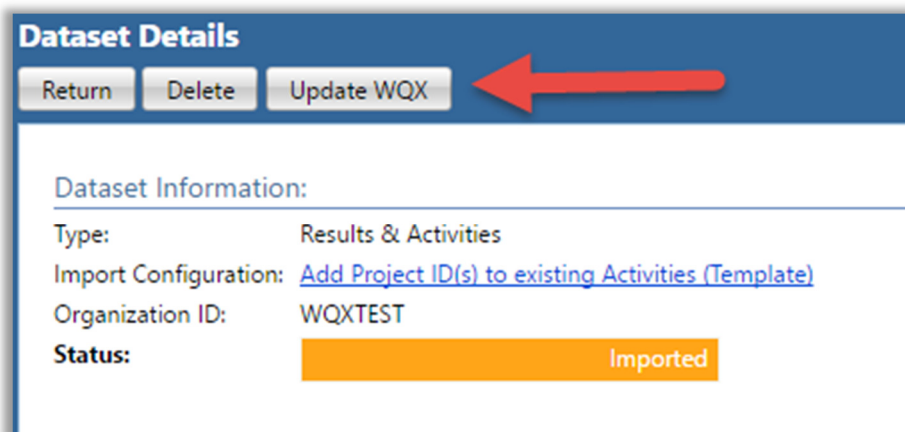 Dataset Details
Return Delete Update WQX
Dataset Information:
Type: Results & Activities
Import Configuration: Add Project ID(s) to existing Activities (Template)
Organization ID: WQXTEST
Status: Imported